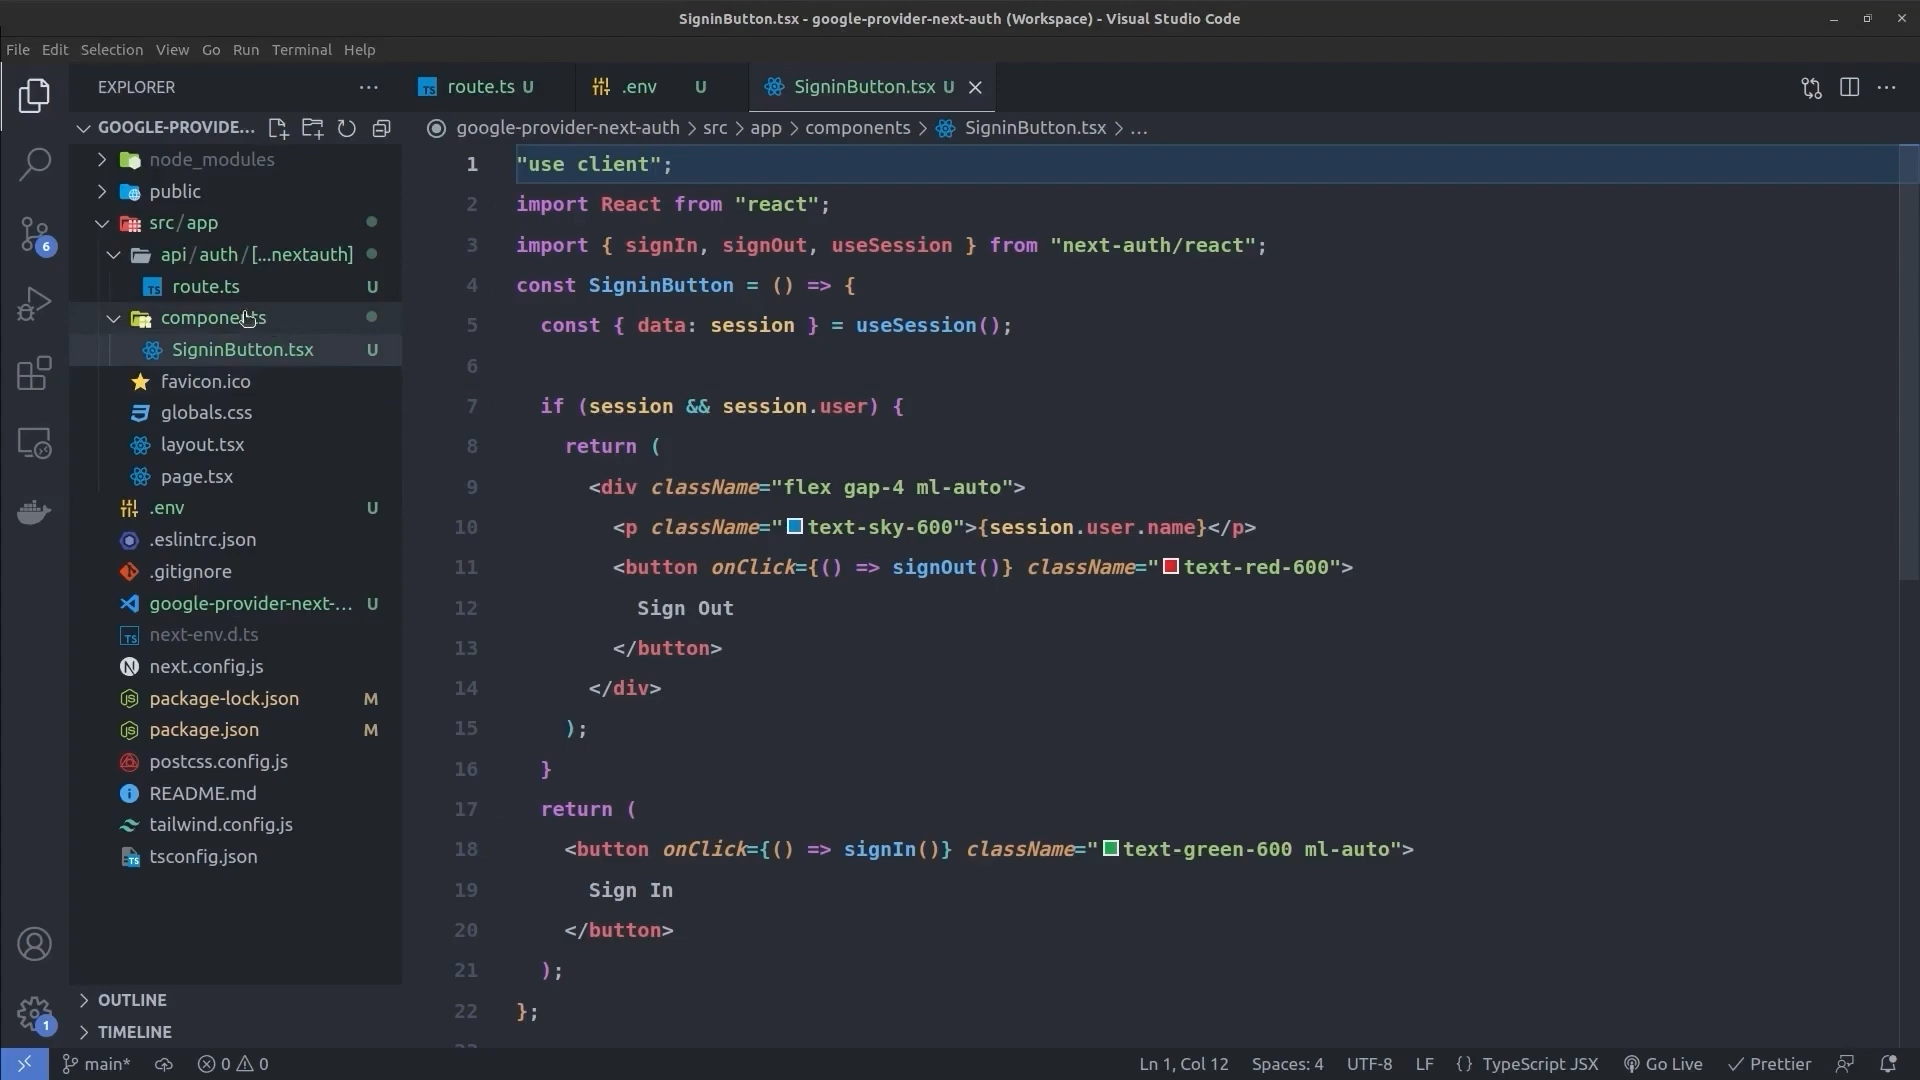 SigninButton.tsx - google-provider-next-auth (Workspace) - Visual Studio Code
File Edit Selection View Go Run Terminal Help
EXPLORER
GOOGLE-PROVIDE...
node_modules
public
src/app
api/auth/[...nextauth]
route.ts U
components
SigninButton.tsx U
favicon.ico
globals.css
layout.tsx
page.tsx
.env U
.eslintrc.json
.gitignore
google-provider-next-... U
next-env.d.ts
next.config.js
package-lock.json M
package.json M
postcss.config.js
README.md
tailwind.config.js
tsconfig.json
OUTLINE
TIMELINE
6
1
route.ts U .env U SigninButton.tsx U
google-provider-next-auth > src > app > components > SigninButton.tsx > ...
1 "use client";
2 import React from "react";
3 import { signIn, signOut, useSession } from "next-auth/react";
4 const SigninButton = () => {
5 const { data: session } = useSession();
6
7 if (session && session.user) {
8 return (
9 <div className="flex gap-4 ml-auto">
10 <p className="text-sky-600">{session.user.name}</p>
11 <button onClick={() => signOut()} className="text-red-600">
12 Sign Out
13 </button>
14 </div>
15 );
16 }
17 return (
18 <button onClick={() => signIn()} className="text-green-600 ml-auto">
19 Sign In
20 </button>
21 );
22 };
main* 0 0 Ln 1, Col 12 Spaces: 4 UTF-8 LF {} TypeScript JSX Go Live Prettier